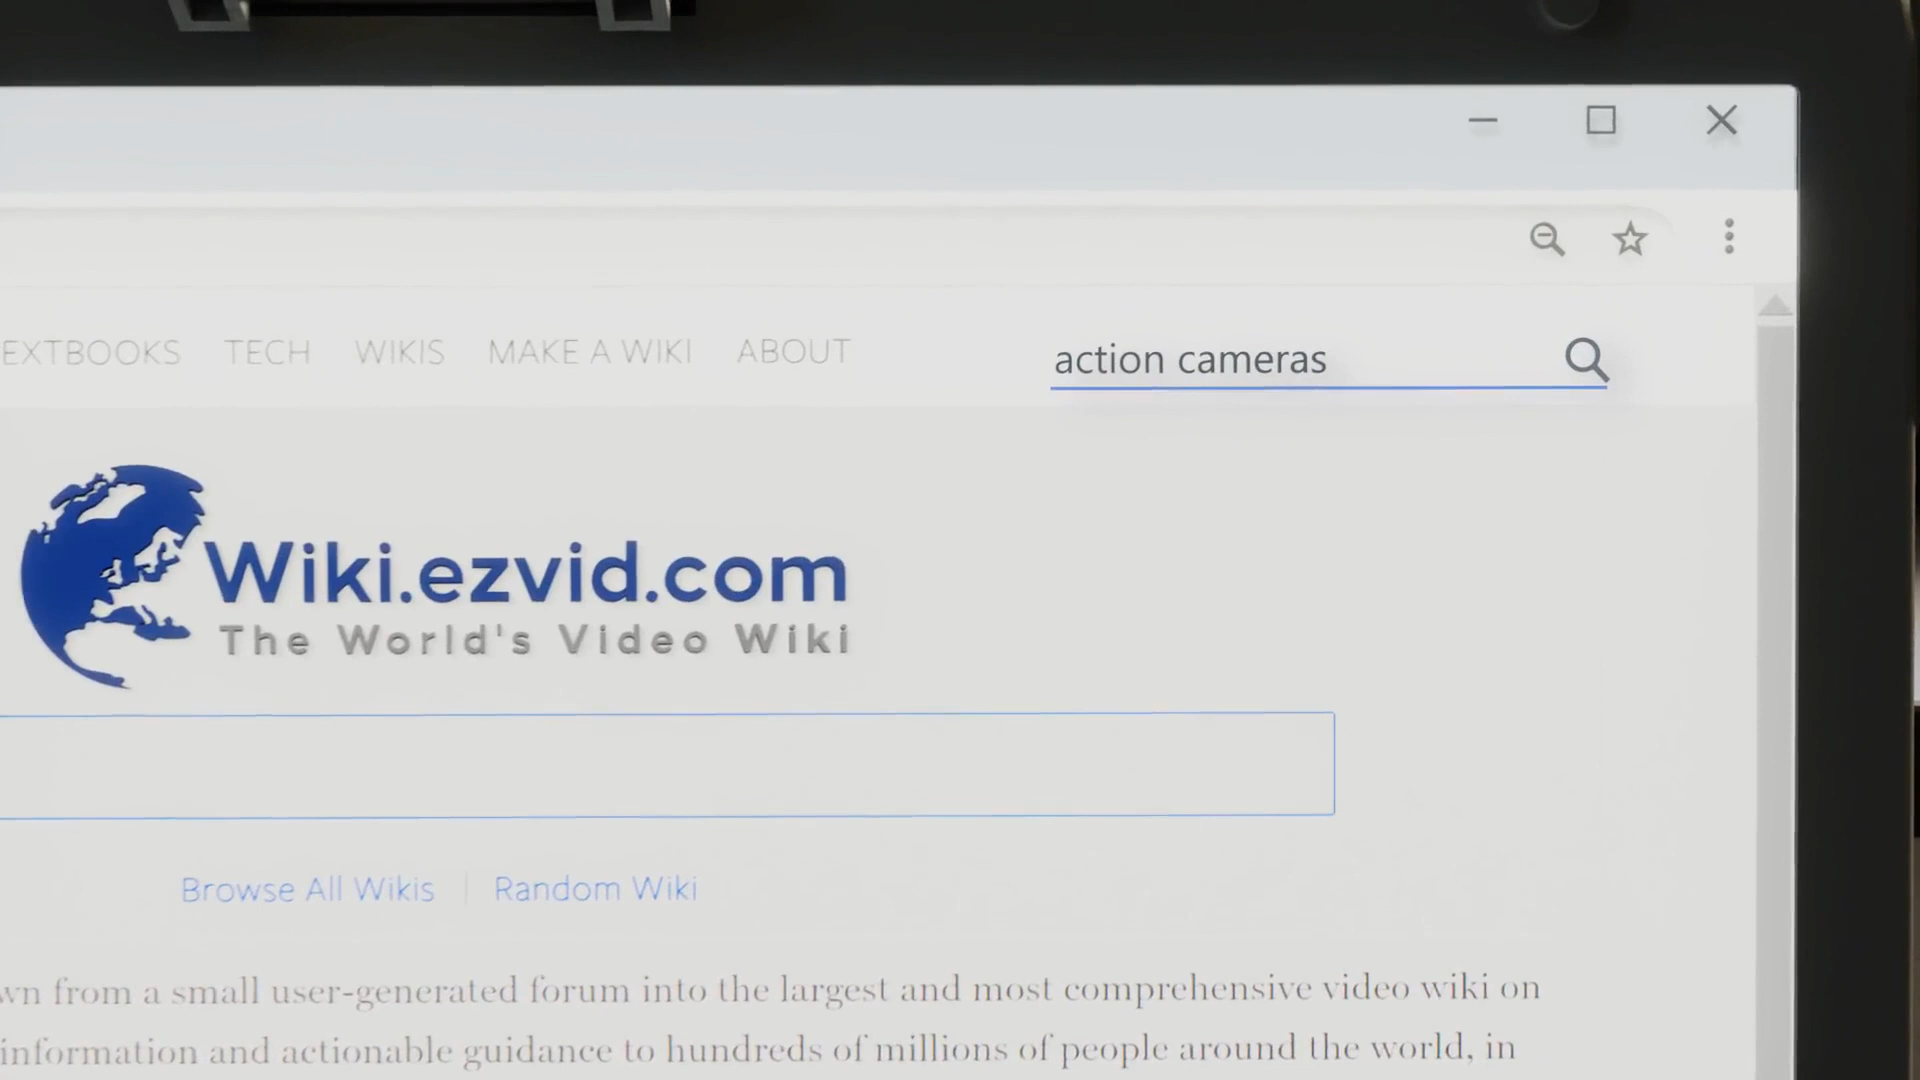 TECH WIKIS MAKE A WIKI ABOUT
action cameras
Wiki.ezvid.com
The World's Video Wiki
Browse All Wikis Random Wiki
from a small user-generated forum into the largest and most comprehensive video wiki on
information and actionable guidance to hundreds of millions of people around the world, in